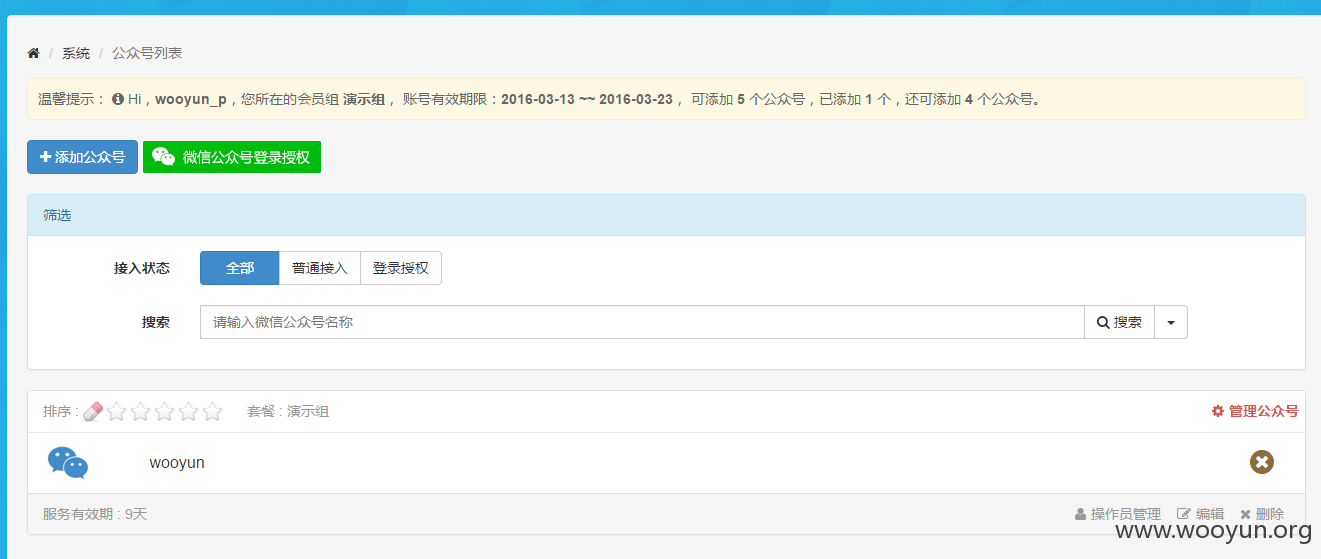 / 系统 / 公众号列表
温馨提示： Hi，wooyun_p，您所在的会员组 演示组， 账号有效期限：2016-03-13 ~~ 2016-03-23， 可添加 5 个公众号，已添加 1 个，还可添加 4 个公众号。
添加公众号 微信公众号登录授权
筛选
接入状态 全部 普通接入 登录授权
搜索 请输入微信公众号名称 搜索
排序 : 套餐 : 演示组 管理公众号
wooyun
服务有效期 : 9天 操作员管理 编辑 删除
www.wooyun.org